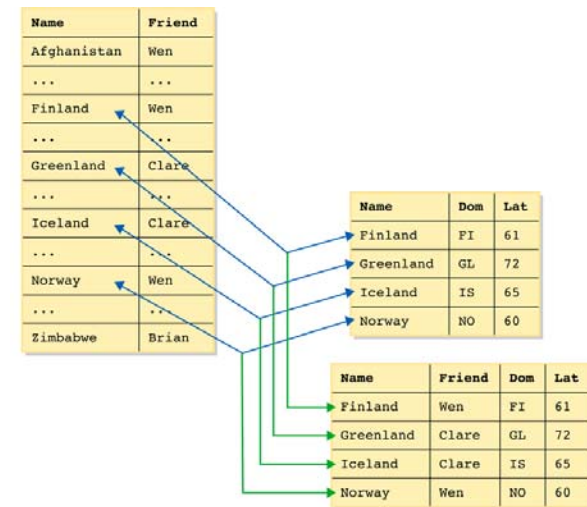 Name Friend
Afghanistan Wen
... ...
Finland Wen
... ...
Greenland Clare
... ...
Iceland Clare
... ...
Norway Wen
... ...
Zimbabwe Brian
Name Dom Lat
Finland FI 61
Greenland GL 72
Iceland IS 65
Norway NO 60
Name Friend Dom Lat
Finland Wen FI 61
Greenland Clare GL 72
Iceland Clare IS 65
Norway Wen NO 60